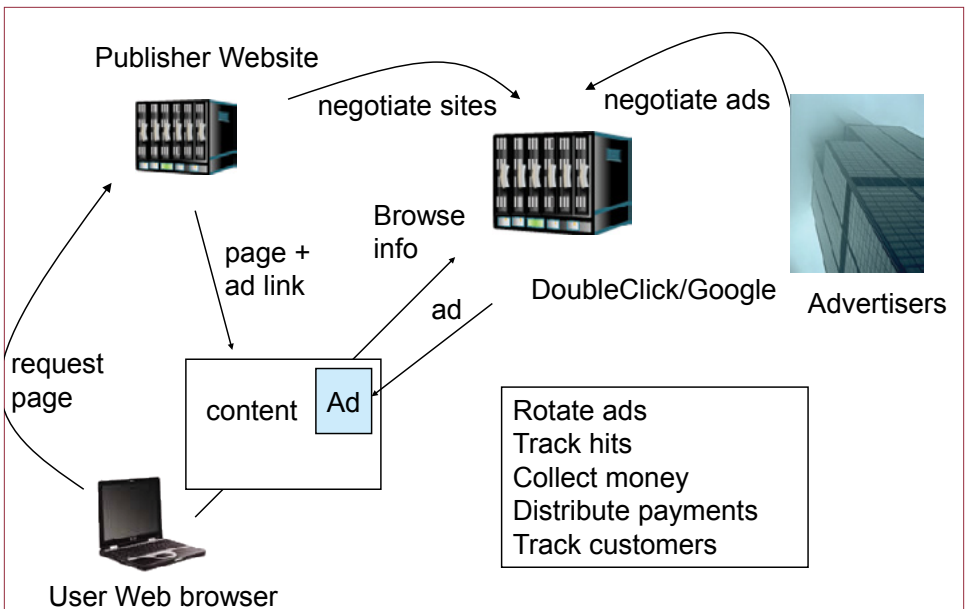 Publisher Website
negotiate sites
negotiate ads
Browse
info
page +
ad link
DoubleClick/Google
Advertisers
ad
request
page
content
Ad
Rotate ads
Track hits
Collect money
Distribute payments
Track customers
User Web browser